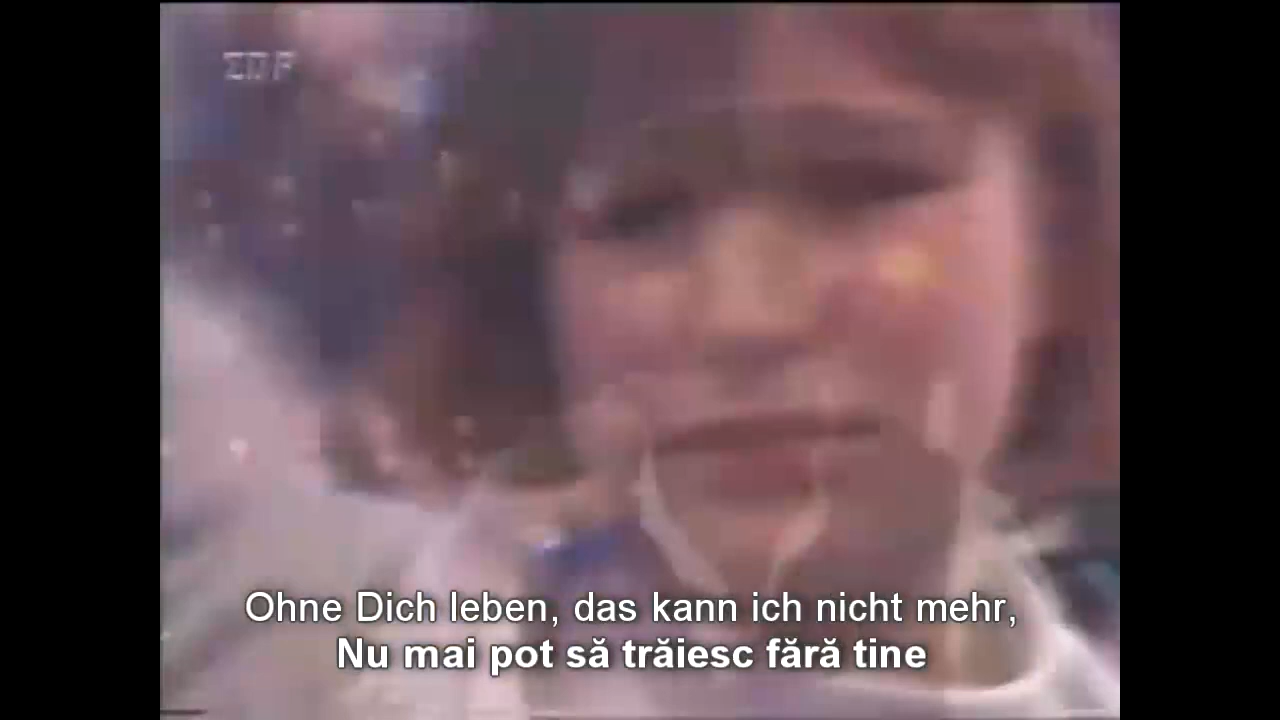 ZDF
Ohne Dich leben, das kann ich nicht mehr,
Nu mai pot să trăiesc fără tine